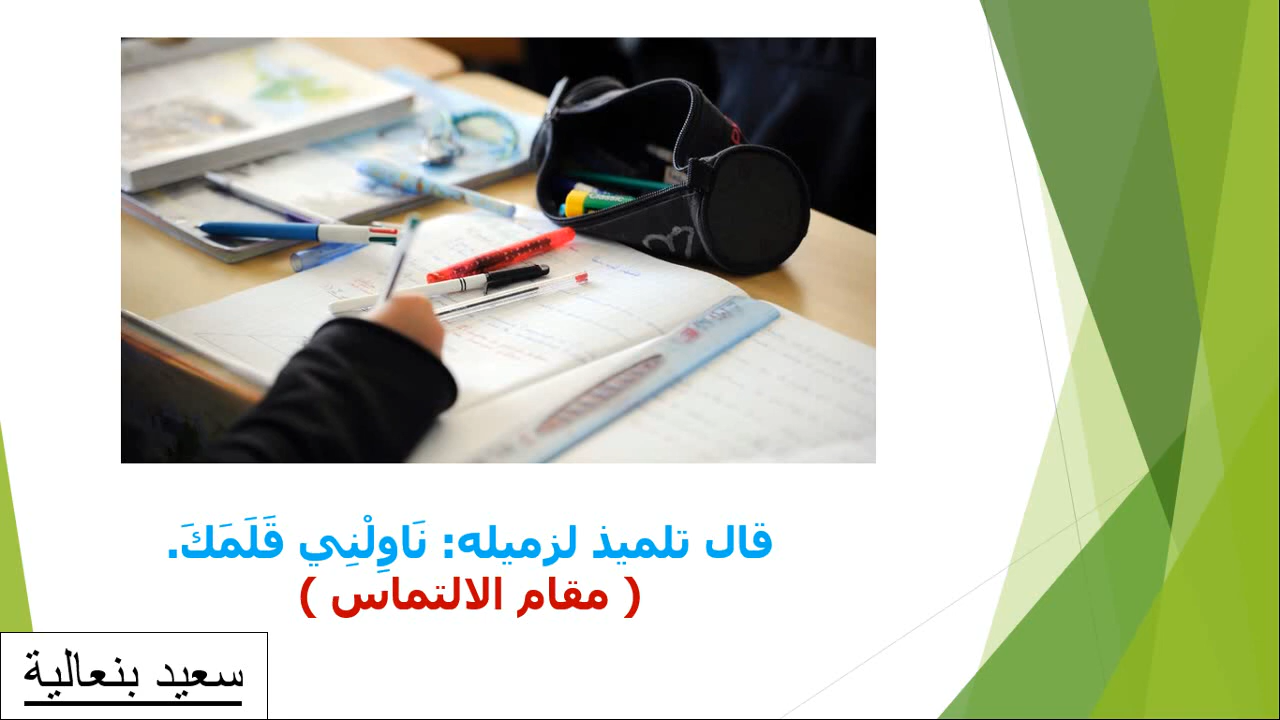 قال تلميذ لزميله: نَاوِلْنِي قَلَمَكَ.
( مقام الالتماس )
سعيد بنعالية